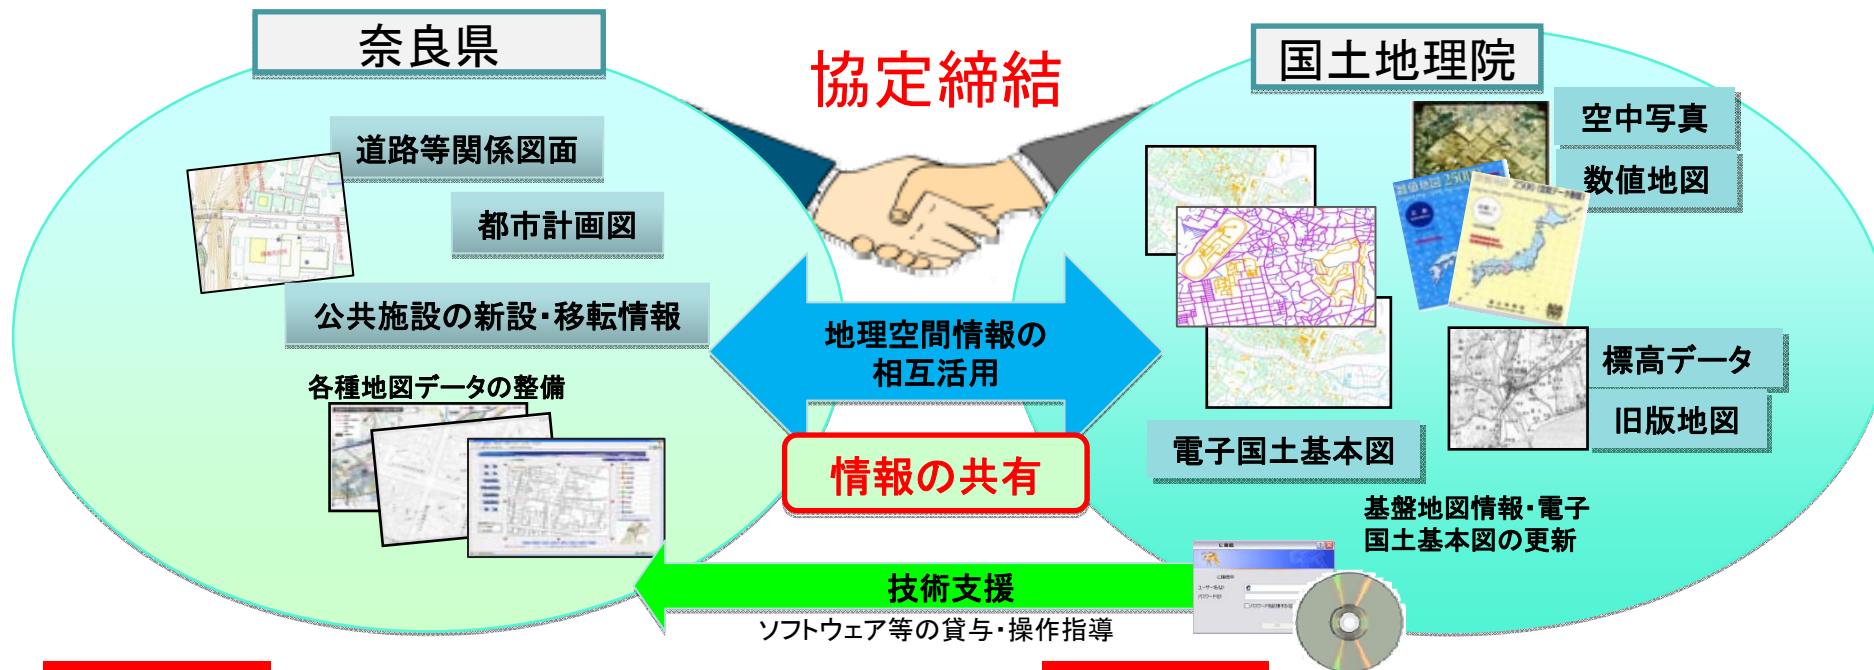 奈良県
協定締結
国土地理院
道路等関係図面
都市計画図
公共施設の新設・移転情報
各種地図データの整備
地理空間情報の
相互活用
情報の共有
空中写真
数値地図
数値地図 2500
標高データ
旧版地図
電子国土基本図
基盤地図情報・電子
国土基本図の更新
技術支援
ソフトウェア等の貸与・操作指導